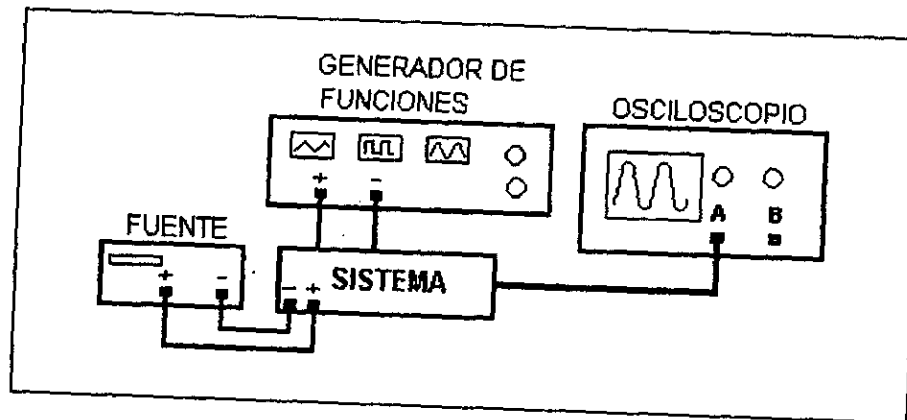 GENERADOR DE
FUNCIONES
OSCILOSCOPIO
+ -
A B
FUENTE
+ -
SISTEMA
- +